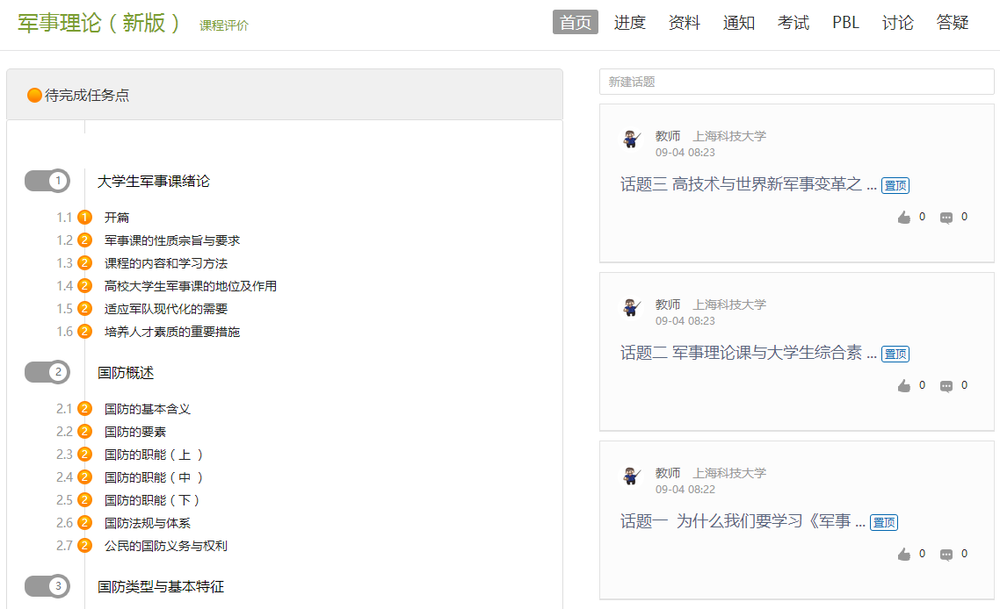 军事理论（新版） 课程评价
首页 进度 资料 通知 考试 PBL 讨论 答疑
待完成任务点
1 大学生军事课绪论
1.1 1 开篇
1.2 2 军事课的性质宗旨与要求
1.3 2 课程的内容和学习方法
1.4 2 高校大学生军事课的地位及作用
1.5 2 适应军队现代化的需要
1.6 2 培养人才素质的重要措施
2 国防概述
2.1 2 国防的基本含义
2.2 2 国防的要素
2.3 2 国防的职能（上 ）
2.4 2 国防的职能（中 ）
2.5 2 国防的职能（下）
2.6 2 国防法规与体系
2.7 2 公民的国防义务与权利
3 国防类型与基本特征
新建话题
教师 上海科技大学
09-04 08:23
话题三 高技术与世界新军事变革之 ... 置顶
0 0
教师 上海科技大学
09-04 08:23
话题二 军事理论课与大学生综合素 ... 置顶
0 0
教师 上海科技大学
09-04 08:22
话题一 为什么我们要学习《军事 ... 置顶
0 0